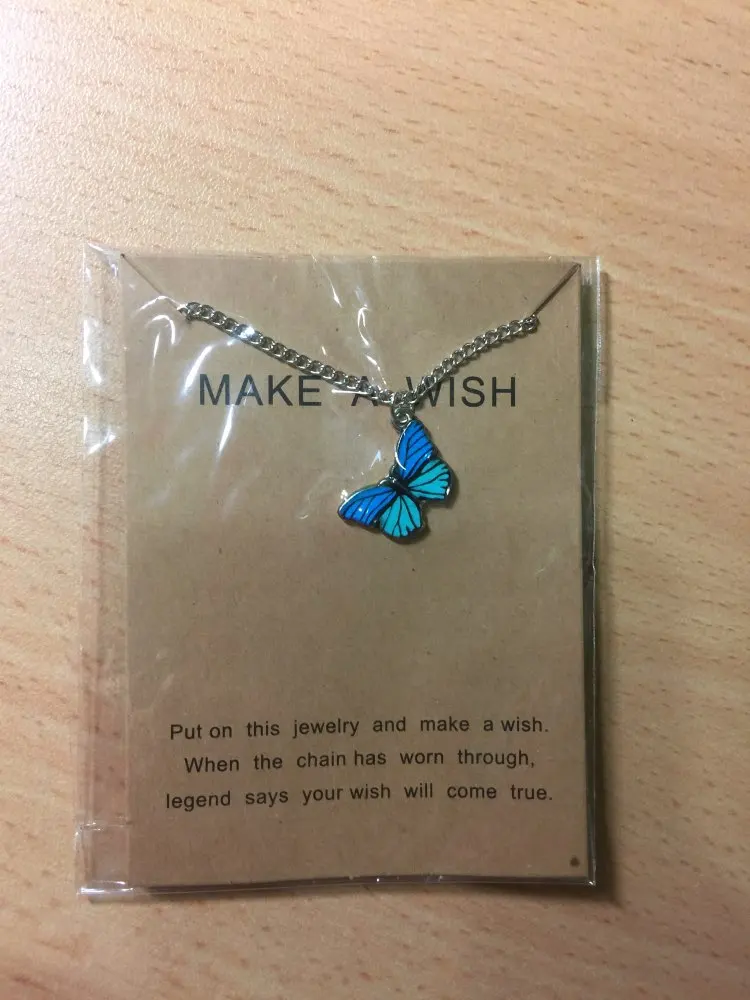 MAKE A WISH
Put on this jewelry and make a wish.
When the chain has worn through,
legend says your wish will come true.